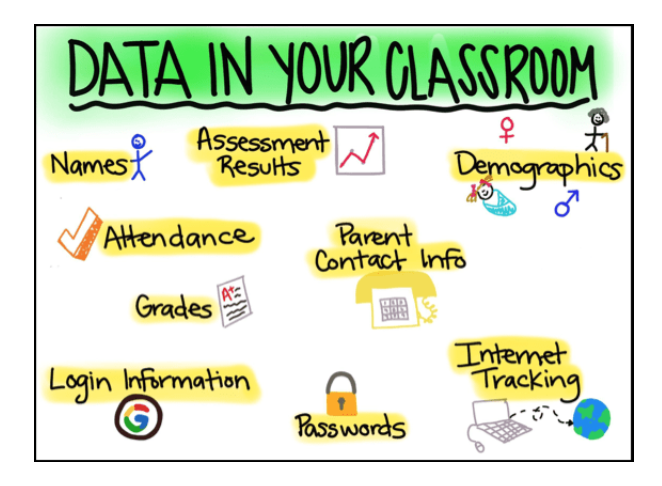 DATA IN YOUR CLASSROOM
Names
Assessment
Results
Demographics
Attendance
Parent
Contact Info
Grades
A+
Login Information
G
Passwords
Internet
Tracking